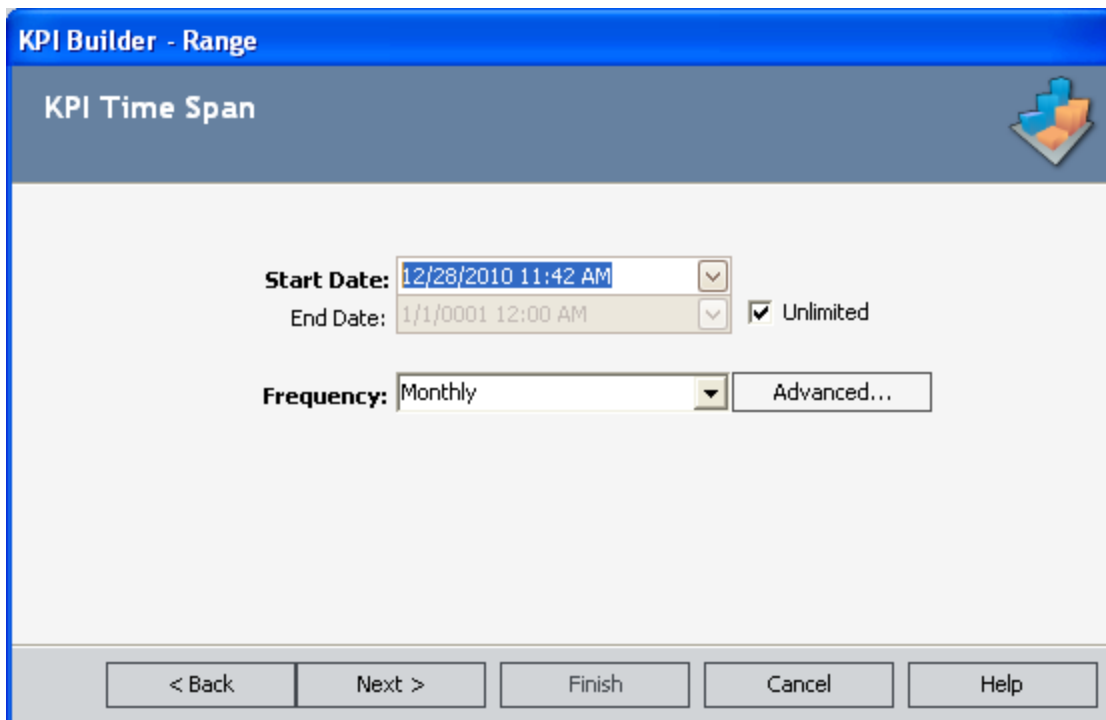 KPI Builder - Range
KPI Time Span
Start Date: 12/28/2010 11:42 AM
End Date: 1/1/0001 12:00 AM Unlimited
Frequency: Monthly Advanced...
< Back Next > Finish Cancel Help